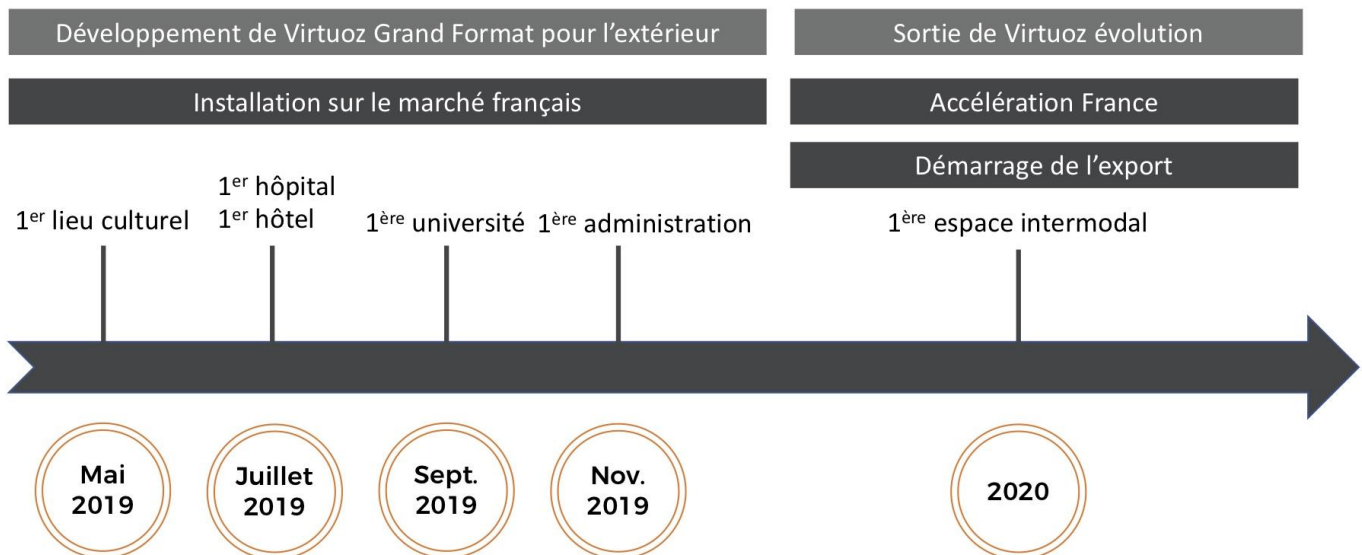 Développement de Virtuoz Grand Format pour l’extérieur
Sortie de Virtuoz évolution
Installation sur le marché français
Accélération France
Démarrage de l’export
1er lieu culturel
1er hôpital
1er hôtel
1ère université
1ère administration
1ère espace intermodal
Mai
2019
Juillet
2019
Sept.
2019
Nov.
2019
2020